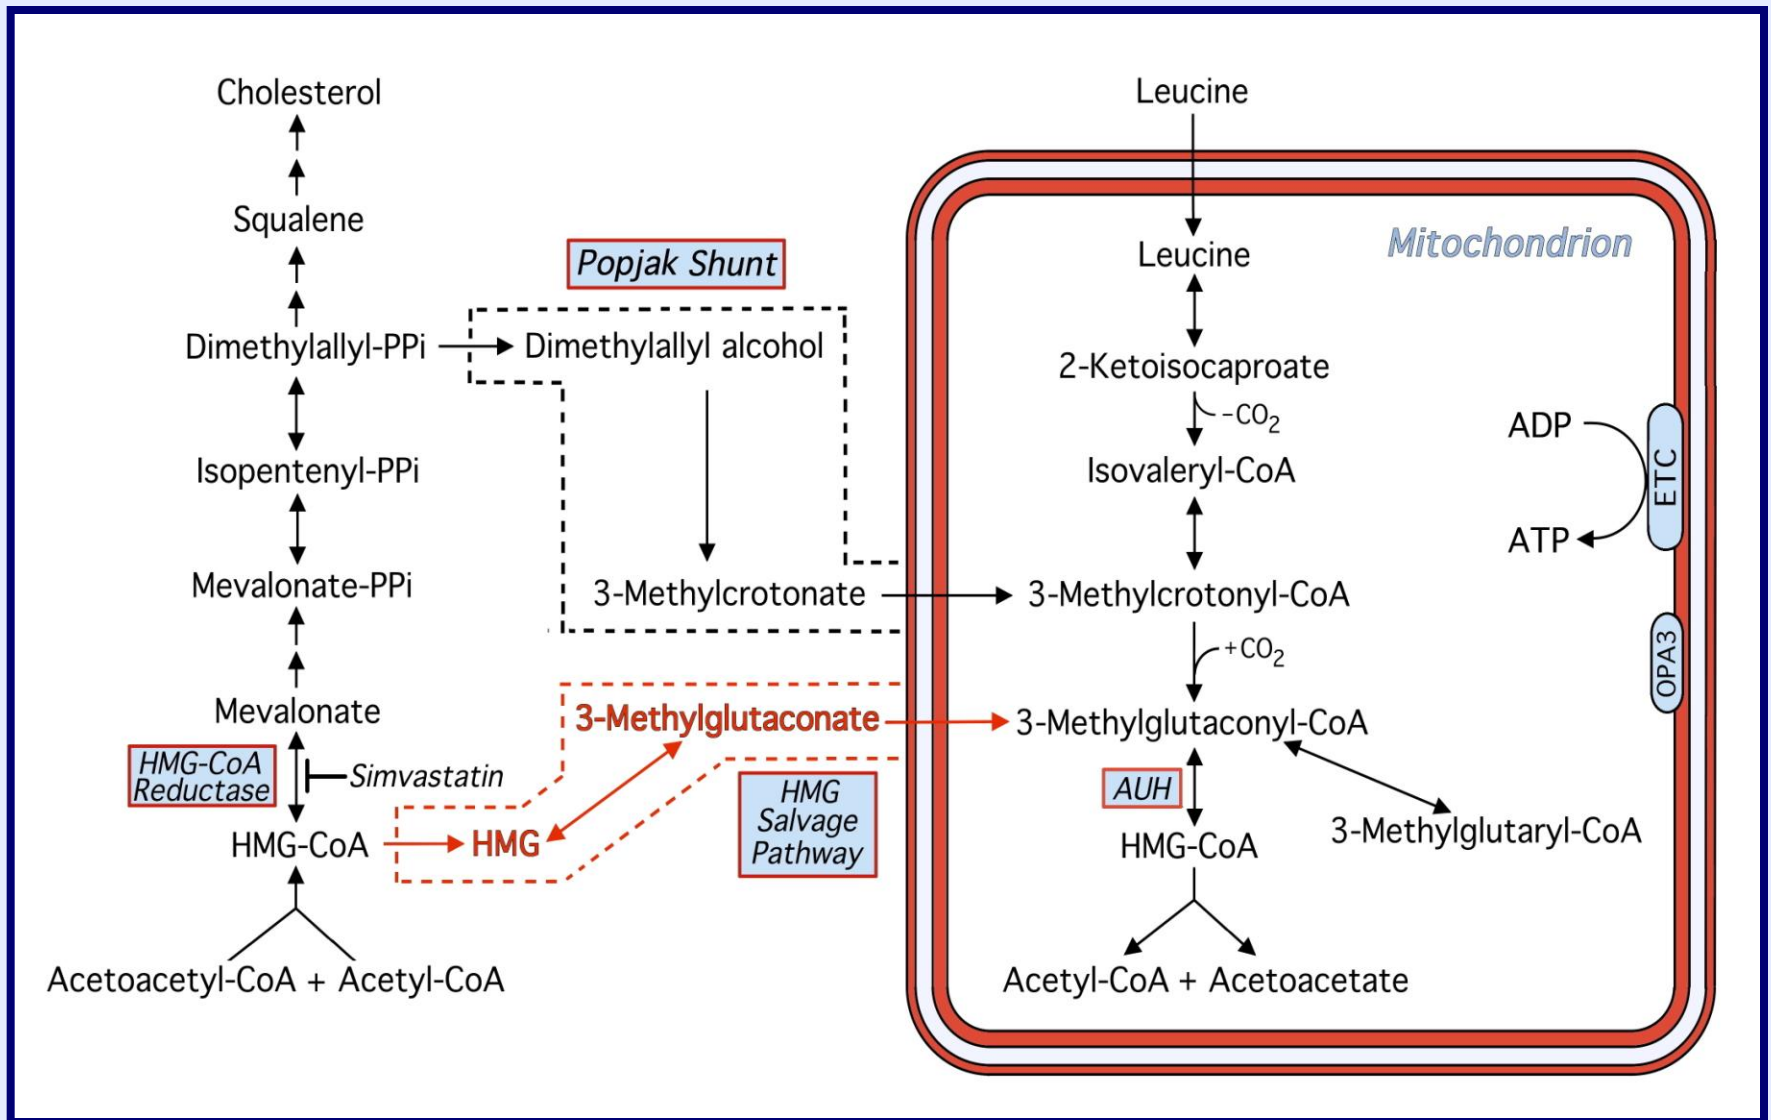 Cholesterol
Squalene
Dimethylallyl-PPi
Isopentenyl-PPi
Mevalonate-PPi
Mevalonate
HMG-CoA
Reductase
Simvastatin
HMG-CoA
Acetoacetyl-CoA + Acetyl-CoA
Popjak Shunt
Dimethylallyl alcohol
3-Methylcrotonate
3-Methylglutaconate
HMG
HMG
Salvage
Pathway
Leucine
Mitochondrion
Leucine
2-Ketoisocaproate
-CO₂
Isovaleryl-CoA
3-Methylcrotonyl-CoA
+CO₂
3-Methylglutaconyl-CoA
AUH
3-Methylglutaryl-CoA
HMG-CoA
Acetyl-CoA + Acetoacetate
ADP
ETC
ATP
OPA3